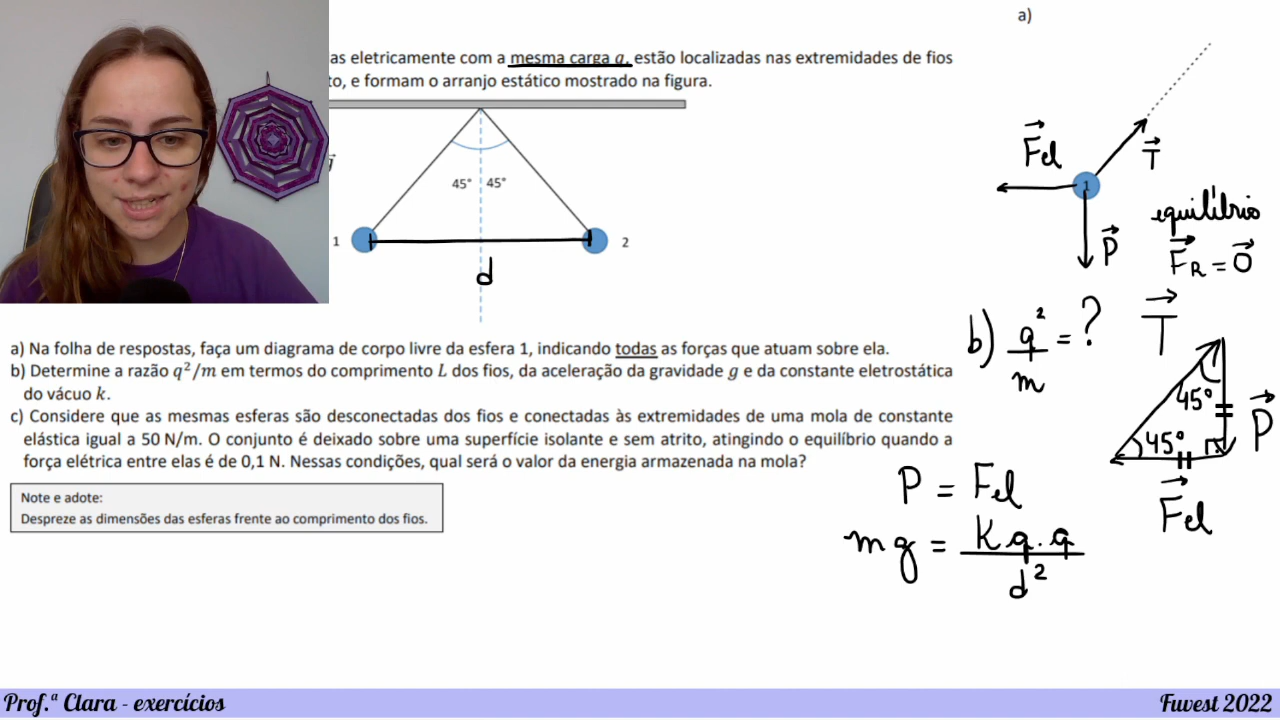 as eletricamente com a mesma carga q, estão localizadas nas extremidades de fios
to, e formam o arranjo estático mostrado na figura.
45° 45°
1
2
d
a) Na folha de respostas, faça um diagrama de corpo livre da esfera 1, indicando todas as forças que atuam sobre ela.
b) Determine a razão q²/m em termos do comprimento L dos fios, da aceleração da gravidade g e da constante eletrostática
do vácuo k.
c) Considere que as mesmas esferas são desconectadas dos fios e conectadas às extremidades de uma mola de constante
elástica igual a 50 N/m. O conjunto é deixado sobre uma superfície isolante e sem atrito, atingindo o equilíbrio quando a
força elétrica entre elas é de 0,1 N. Nessas condições, qual será o valor da energia armazenada na mola?
Note e adote:
Despreze as dimensões das esferas frente ao comprimento dos fios.
a)
F⃗el
T⃗
1
P⃗
equilíbrio
F⃗R = 0⃗
b) q²/m = ?
T⃗
45°
45°
P⃗
F⃗el
P = Fel
mg = Kq.q/d²
Prof.ª Clara - exercícios
Fuvest 2022